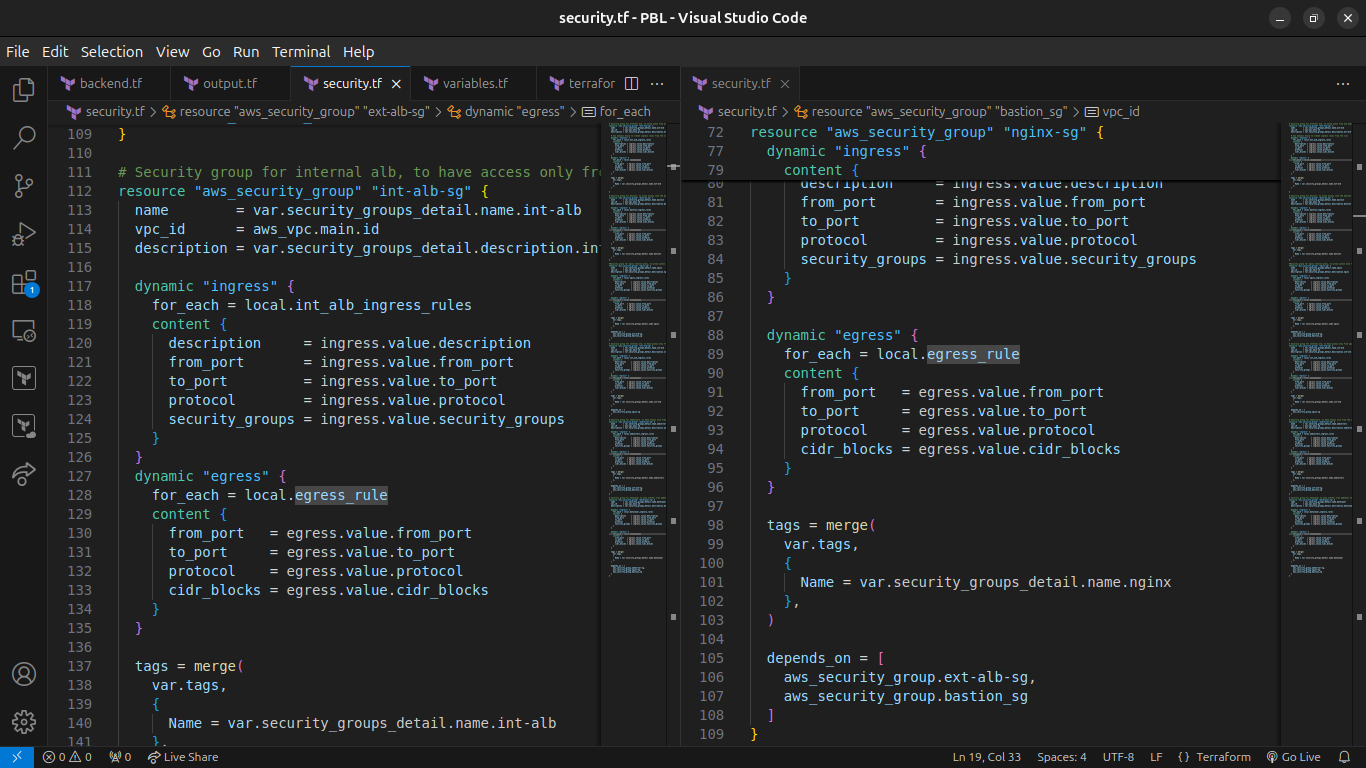 security.tf - PBL - Visual Studio Code
File Edit Selection View Go Run Terminal Help
backend.tf output.tf security.tf variables.tf terrafor
security.tf > resource "aws_security_group" "ext-alb-sg" > dynamic "egress" > for_each
109 }
110
111 # Security group for internal alb, to have access only fr
112 resource "aws_security_group" "int-alb-sg" {
113 name = var.security_groups_detail.name.int-alb
114 vpc_id = aws_vpc.main.id
115 description = var.security_groups_detail.description.in
116
117 dynamic "ingress" {
118 for_each = local.int_alb_ingress_rules
119 content {
120 description = ingress.value.description
121 from_port = ingress.value.from_port
122 to_port = ingress.value.to_port
123 protocol = ingress.value.protocol
124 security_groups = ingress.value.security_groups
125 }
126 }
127 dynamic "egress" {
128 for_each = local.egress_rule
129 content {
130 from_port = egress.value.from_port
131 to_port = egress.value.to_port
132 protocol = egress.value.protocol
133 cidr_blocks = egress.value.cidr_blocks
134 }
135 }
136
137 tags = merge(
138 var.tags,
139 {
140 Name = var.security_groups_detail.name.int-alb
141 },
security.tf
security.tf > resource "aws_security_group" "bastion_sg" > vpc_id
72 resource "aws_security_group" "nginx-sg" {
77 dynamic "ingress" {
79 content {
80 description = ingress.value.description
81 from_port = ingress.value.from_port
82 to_port = ingress.value.to_port
83 protocol = ingress.value.protocol
84 security_groups = ingress.value.security_groups
85 }
86 }
87
88 dynamic "egress" {
89 for_each = local.egress_rule
90 content {
91 from_port = egress.value.from_port
92 to_port = egress.value.to_port
93 protocol = egress.value.protocol
94 cidr_blocks = egress.value.cidr_blocks
95 }
96 }
97
98 tags = merge(
99 var.tags,
100 {
101 Name = var.security_groups_detail.name.nginx
102 },
103 )
104
105 depends_on = [
106 aws_security_group.ext-alb-sg,
107 aws_security_group.bastion_sg
108 ]
109 }
1
0 0 0 Live Share Ln 19, Col 33 Spaces: 4 UTF-8 LF {} Terraform Go Live